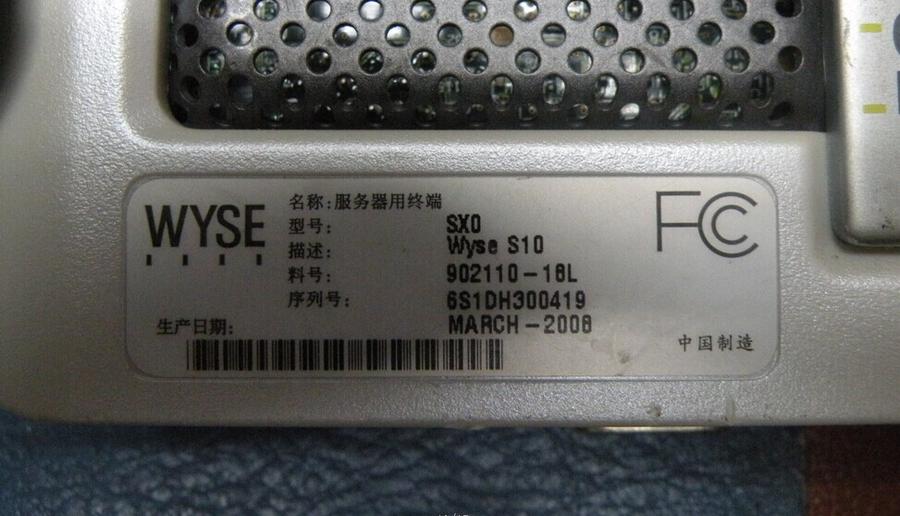 WYSE
FC
名称:服务器用终端
型号: SX0
描述: Wyse S10
料号: 902110-18L
序列号: 6S1DH300419
生产日期: MARCH-2008
中国制造